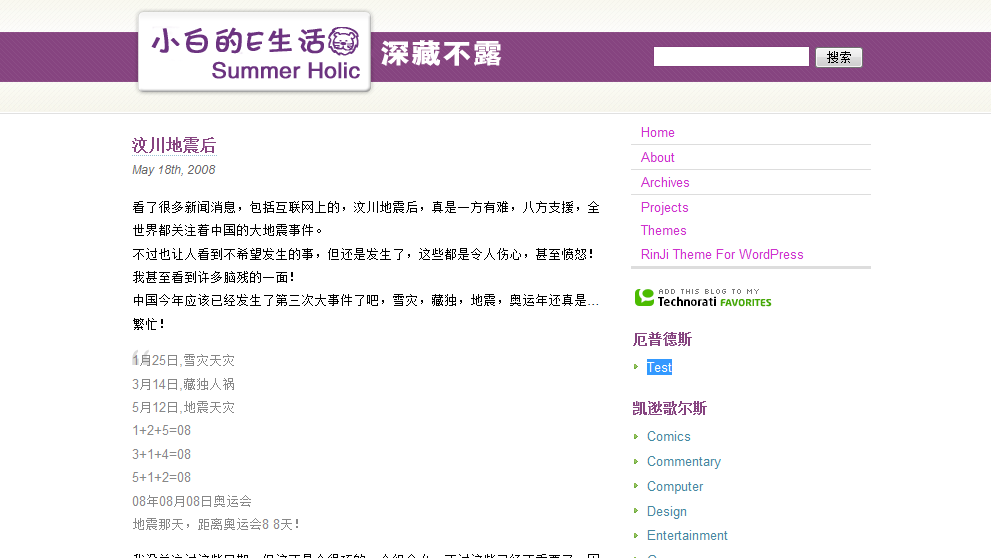 小白的E生活
Summer Holic
深藏不露
搜索
汶川地震后
May 18th, 2008
看了很多新闻消息，包括互联网上的，汶川地震后，真是一方有难，八方支援，全
世界都关注着中国的大地震事件。
不过也让人看到不希望发生的事，但还是发生了，这些都是令人伤心，甚至愤怒！
我甚至看到许多脑残的一面！
中国今年应该已经发生了第三次大事件了吧，雪灾，藏独，地震，奥运年还真是…
繁忙！
1月25日,雪灾天灾
3月14日,藏独人祸
5月12日,地震天灾
1+2+5=08
3+1+4=08
5+1+2=08
08年08月08日奥运会
地震那天，距离奥运会8 8天！
Home
About
Archives
Projects
Themes
RinJi Theme For WordPress
ADD THIS BLOG TO MY
Technorati FAVORITES
厄普德斯
Test
凯逊歌尔斯
Comics
Commentary
Computer
Design
Entertainment